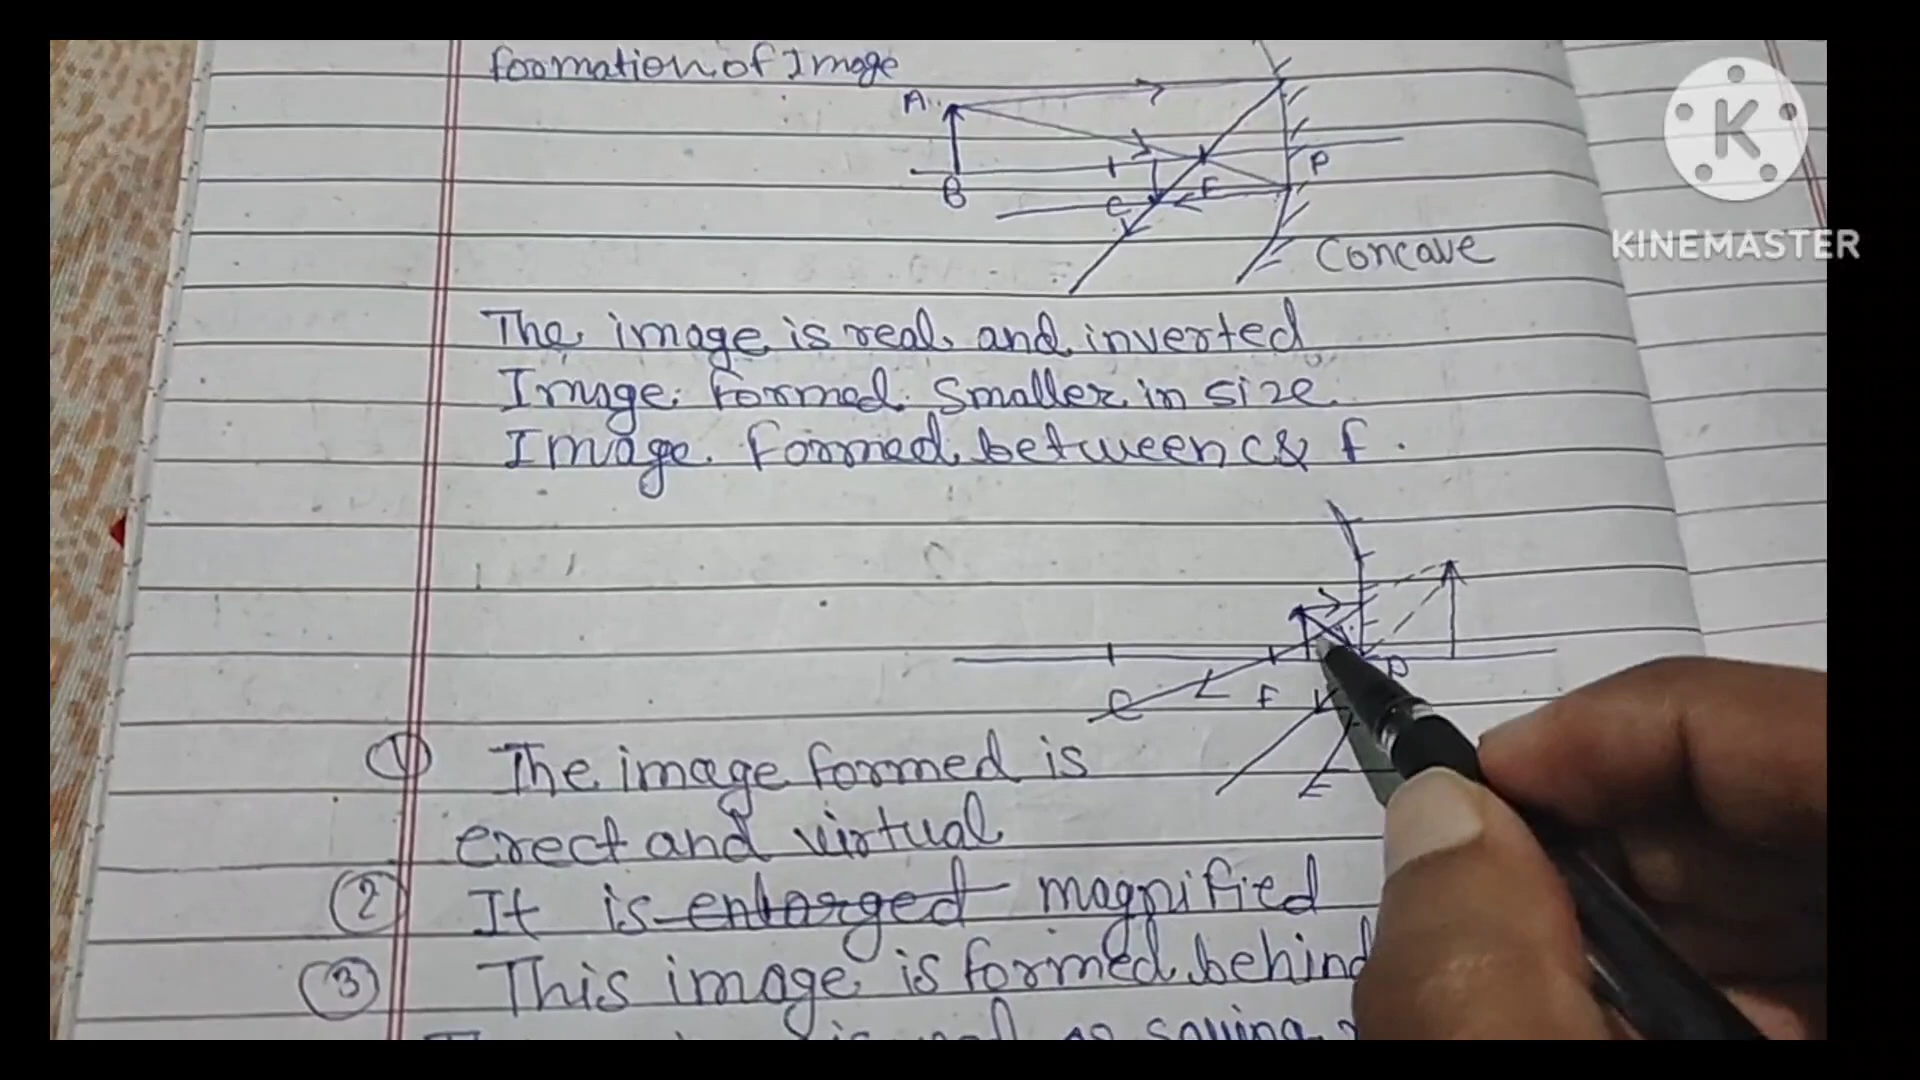 formation of Image
A
B
C
F
P
Concave
K
KINEMASTER
The image is real and inverted
Image formed smaller in size
Image formed between c & f.
C
F
P
1 The image formed is
erect and virtual
2 It is enlarged magnified
3 This image is formed behind